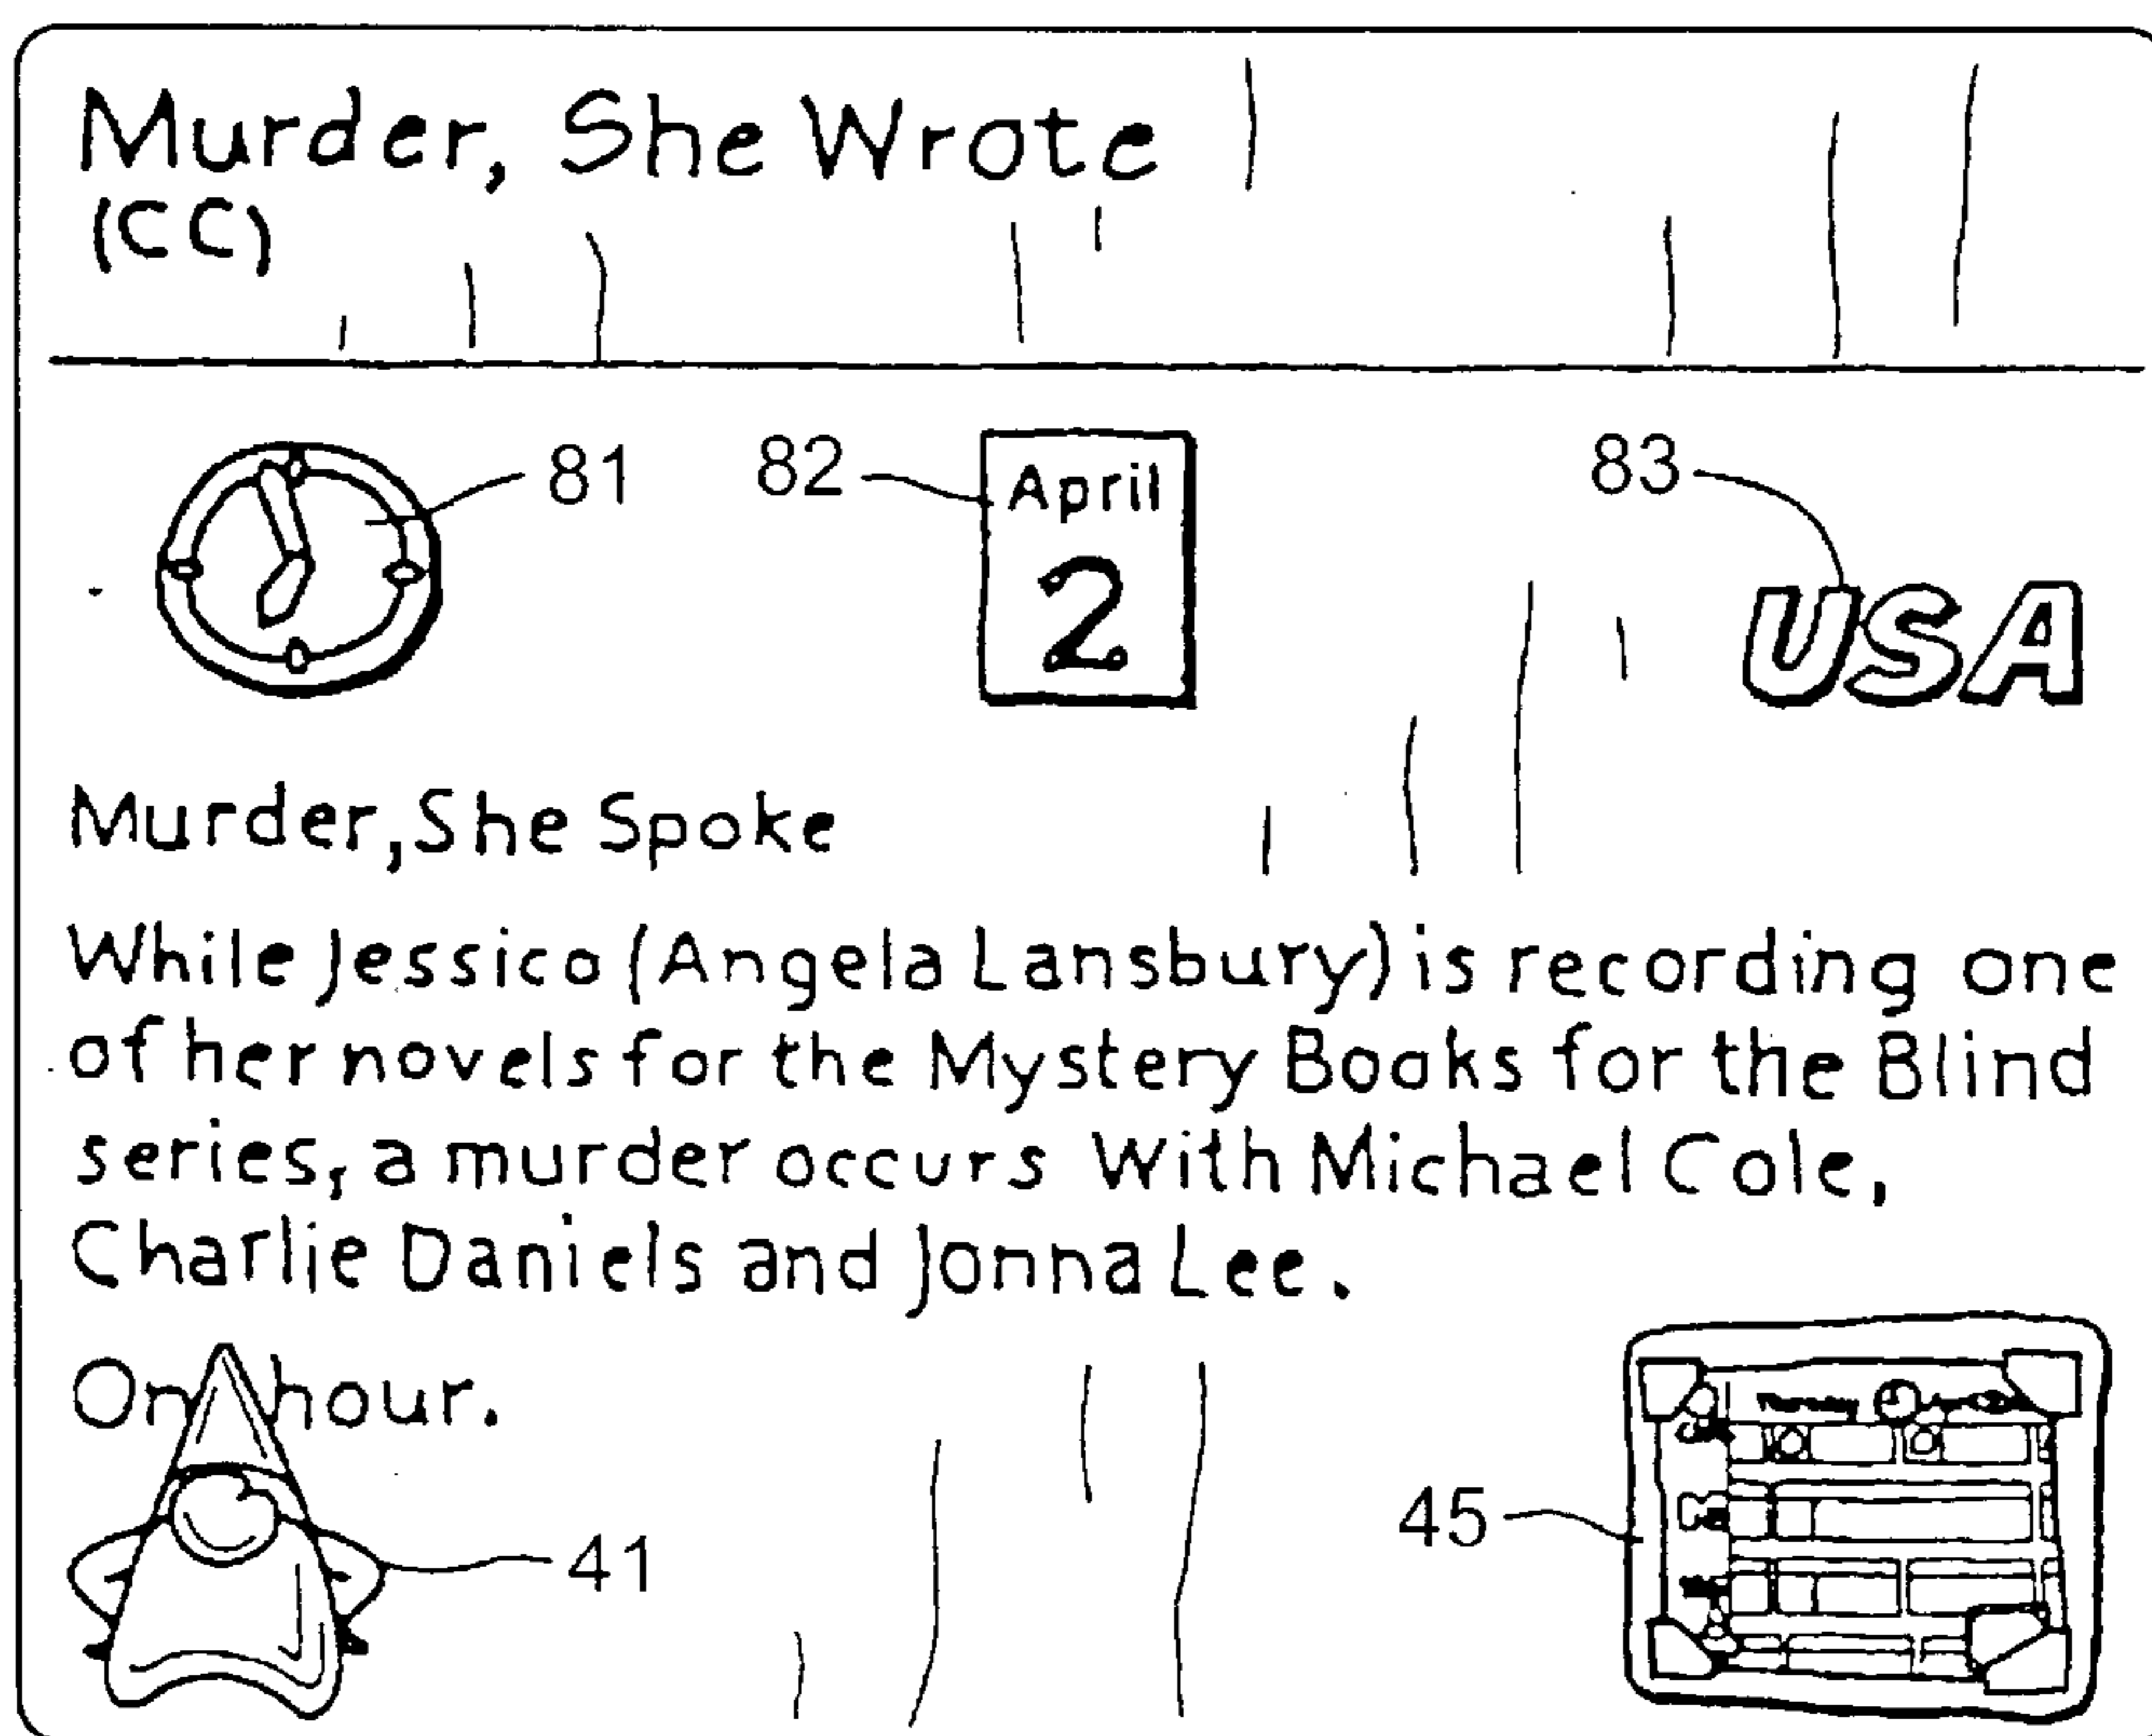 Murder, She Wrote
(CC)
81
82
April
2
83
USA
Murder, She Spoke
While Jessico (Angela Lansbury) is recording one
of her novels for the Mystery Books for the Blind
series, a murder occurs With Michael Cole,
Charlie Daniels and Jonna Lee.
On hour.
41
45